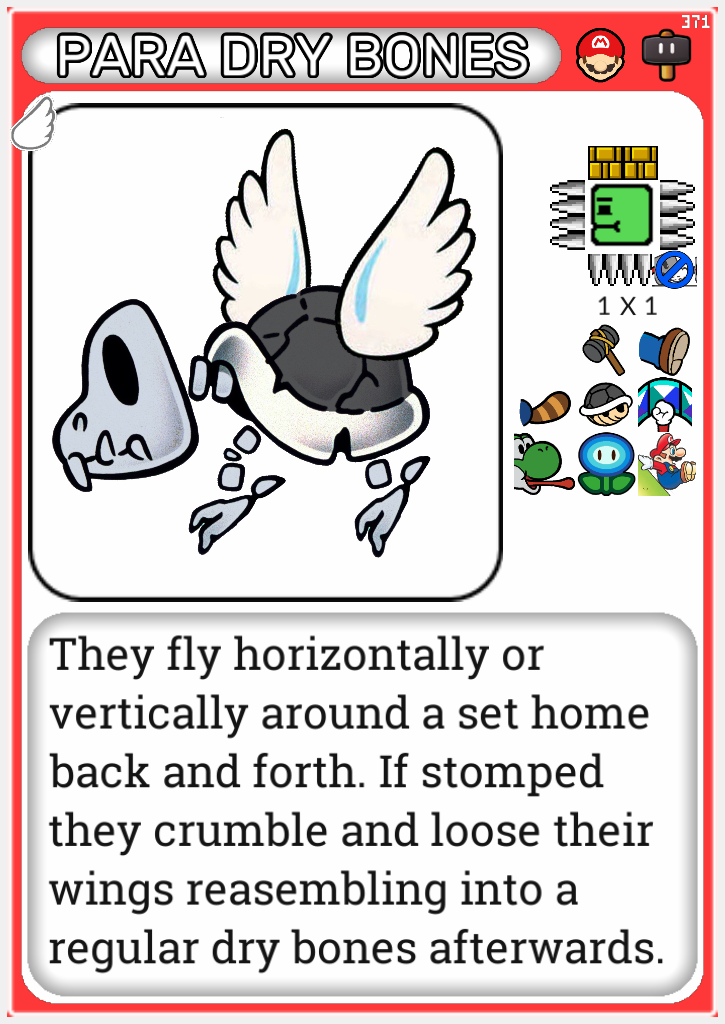 371
PARA DRY BONES
1 X 1
They fly horizontally or
vertically around a set home
back and forth. If stomped
they crumble and loose their
wings reasembling into a
regular dry bones afterwards.